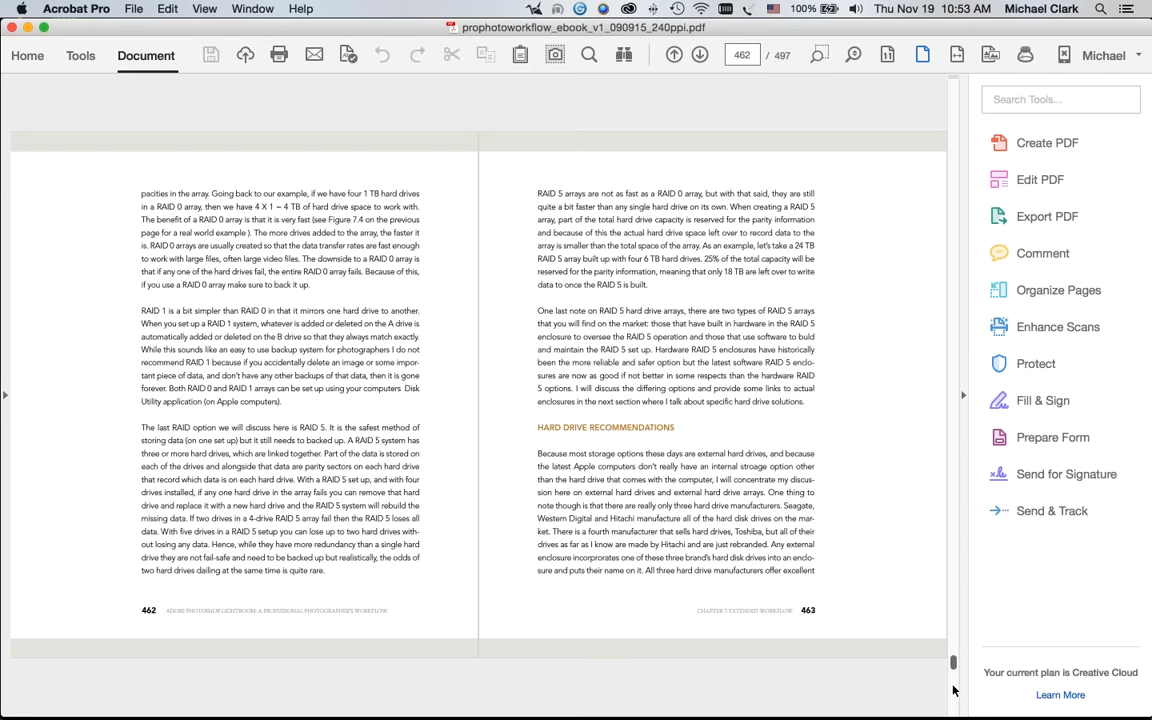 Acrobat Pro File Edit View Window Help 100% Thu Nov 19 10:53 AM Michael Clark
prophotoworkflow_ebook_v1_090915_240ppi.pdf
Home Tools Document 462 / 497 Michael
Search Tools...
Create PDF
Edit PDF
Export PDF
Comment
Organize Pages
Enhance Scans
Protect
Fill & Sign
Prepare Form
Send for Signature
Send & Track
Your current plan is Creative Cloud
Learn More
pacities in the array. Going back to our example, if we have four 1 TB hard drives
in a RAID 0 array, then we have 4 X 1 – 4 TB of hard drive space to work with.
The benefit of a RAID 0 array is that it is very fast (see Figure 7.4 on the previous
page for a real world example ). The more drives added to the array, the faster it
is. RAID 0 arrays are usually created so that the data transfer rates are fast enough
to work with large files, often large video files. The downside to a RAID 0 array is
that if any one of the hard drives fail, the entire RAID 0 array fails. Because of this,
if you use a RAID 0 array make sure to back it up.
RAID 1 is a bit simpler than RAID 0 in that it mirrors one hard drive to another.
When you set up a RAID 1 system, whatever is added or deleted on the A drive is
automatically added or deleted on the B drive so that they always match exactly.
While this sounds like an easy to use backup system for photographers I do not
recommend RAID 1 because if you accidentally delete an image or some impor-
tant piece of data, and don't have any other backups of that data, then it is gone
forever. Both RAID 0 and RAID 1 arrays can be set up using your computers Disk
Utility application (on Apple computers).
The last RAID option we will discuss here is RAID 5. It is the safest method of
storing data (on one set up) but it still needs to backed up. A RAID 5 system has
three or more hard drives, which are linked together. Part of the data is stored on
each of the drives and alongside that data are parity sectors on each hard drive
that record which data is on each hard drive. With a RAID 5 set up, and with four
drives installed, if any one hard drive in the array fails you can remove that hard
drive and replace it with a new hard drive and the RAID 5 system will rebuild the
missing data. If two drives in a 4-drive RAID 5 array fail then the RAID 5 loses all
data. With five drives in a RAID 5 setup you can lose up to two hard drives with-
out losing any data. Hence, while they have more redundancy than a single hard
drive they are not fail-safe and need to be backed up but realistically, the odds of
two hard drives dailing at the same time is quite rare.
462 ADOBE PHOTOSHOP LIGHTROOM: A PROFESSIONAL PHOTOGRAPHER'S WORKFLOW
RAID 5 arrays are not as fast as a RAID 0 array, but with that said, they are still
quite a bit faster than any single hard drive on its own. When creating a RAID 5
array, part of the total hard drive capacity is reserved for the parity information
and because of this the actual hard drive space left over to record data to the
array is smaller than the total space of the array. As an example, let's take a 24 TB
RAID 5 array built up with four 6 TB hard drives. 25% of the total capacity will be
reserved for the parity information, meaning that only 18 TB are left over to write
data to once the RAID 5 is built.
One last note on RAID 5 hard drive arrays, there are two types of RAID 5 arrays
that you will find on the market: those that have built in hardware in the RAID 5
enclosure to oversee the RAID 5 operation and those that use software to buld
and maintain the RAID 5 set up. Hardware RAID 5 enclosures have historically
been the more reliable and safer option but the latest software RAID 5 enclo-
sures are now as good if not better in some respects than the hardware RAID
5 options. I will discuss the differing options and provide some links to actual
enclosures in the next section where I talk about specific hard drive solutions.
HARD DRIVE RECOMMENDATIONS
Because most storage options these days are external hard drives, and because
the latest Apple computers don't really have an internal stroage option other
than the hard drive that comes with the computer, I will concentrate my discus-
sion here on external hard drives and external hard drive arrays. One thing to
note though is that there are really only three hard drive manufacturers. Seagate,
Western Digital and Hitachi manufacture all of the hard disk drives on the mar-
ket. There is a fourth manufacturer that sells hard drives, Toshiba, but all of their
drives as far as I know are made by Hitachi and are just rebranded. Any external
enclosure incorprorates one of these three brand's hard disk drives into an enclo-
sure and puts their name on it. All three hard drive manufacturers offer excellent
CHAPTER 7: EXTENDED WORKFLOW 463